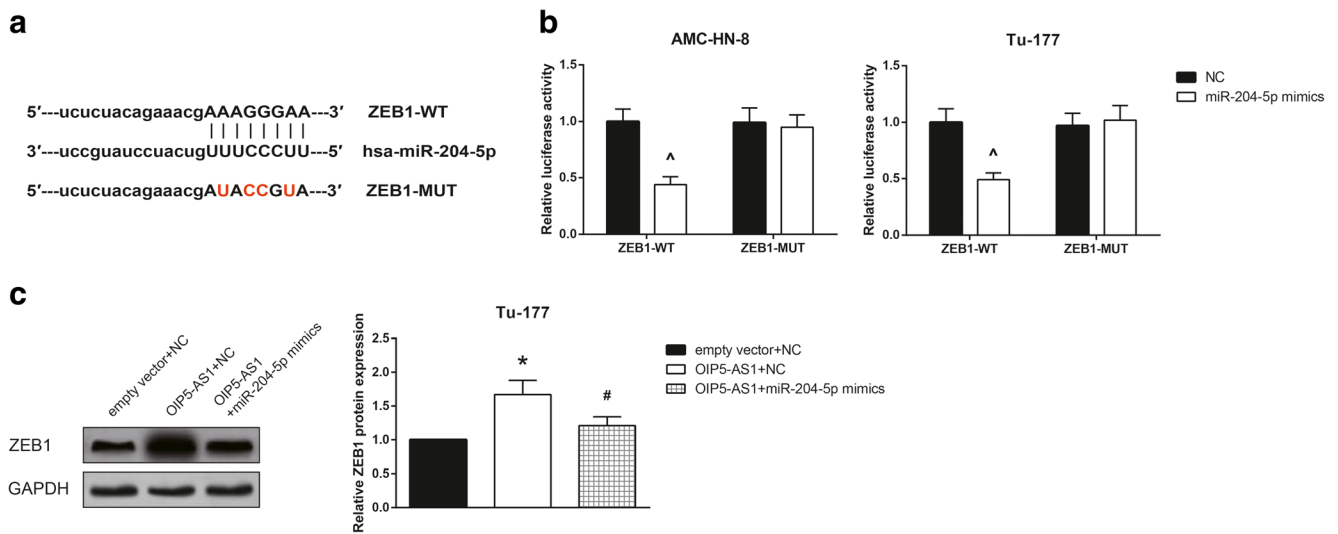 a
5′---ucucuacagaaacgAAAGGGAA---3′ ZEB1-WT
3′---uccguauccuacugUUUCCCUU---5′ hsa-miR-204-5p
5′---ucucuacagaaacgAUACCGUA---3′ ZEB1-MUT
b
AMC-HN-8
Relative luciferase activity
1.5
1.0
0.5
0.0
^
ZEB1-WT ZEB1-MUT
Tu-177
Relative luciferase activity
1.5
1.0
0.5
0.0
^
ZEB1-WT ZEB1-MUT
NC
miR-204-5p mimics
c
empty vector+NC
OIP5-AS1+NC
OIP5-AS1
+miR-204-5p mimics
ZEB1
GAPDH
Tu-177
Relative ZEB1 protein expression
2.5
2.0
1.5
1.0
0.5
0.0
*
#
empty vector+NC
OIP5-AS1+NC
OIP5-AS1+miR-204-5p mimics